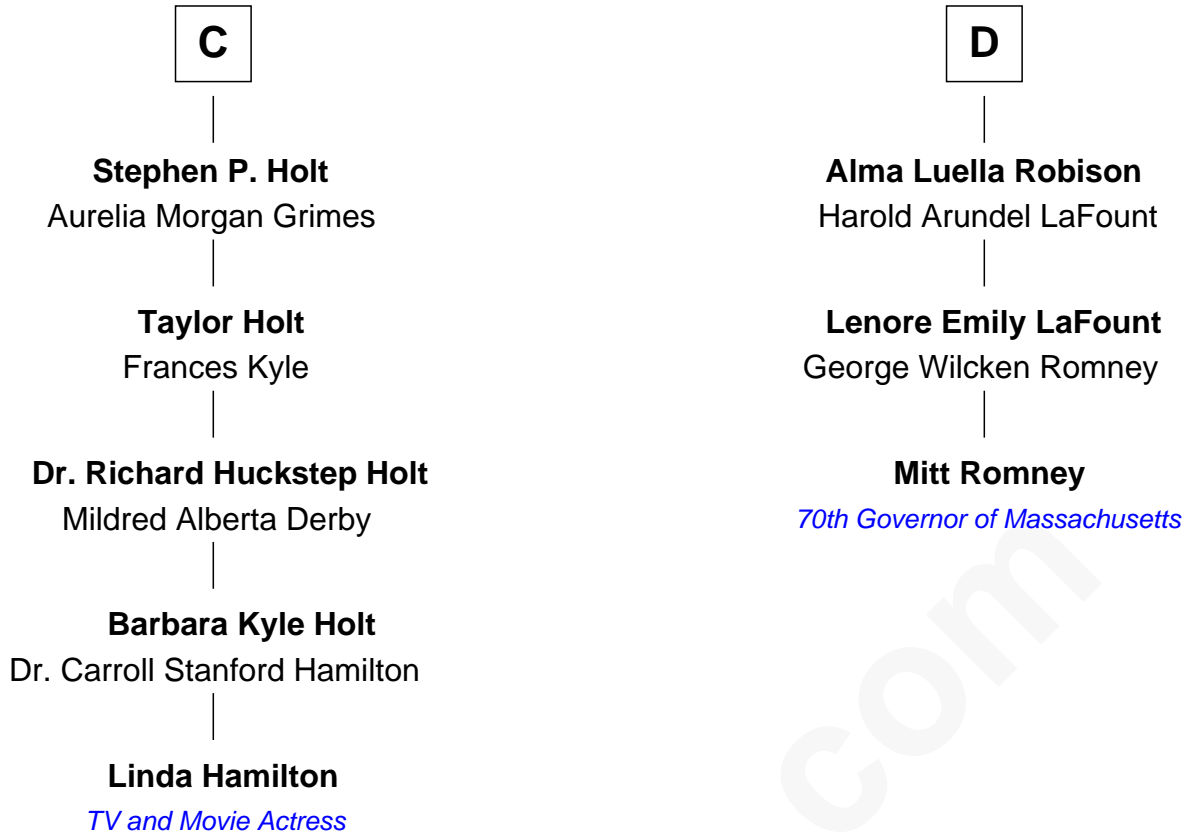 C
Stephen P. Holt
Aurelia Morgan Grimes
Taylor Holt
Frances Kyle
Dr. Richard Huckstep Holt
Mildred Alberta Derby
Barbara Kyle Holt
Dr. Carroll Stanford Hamilton
Linda Hamilton
TV and Movie Actress
D
Alma Luella Robison
Harold Arundel LaFount
Lenore Emily LaFount
George Wilcken Romney
Mitt Romney
70th Governor of Massachusetts
com